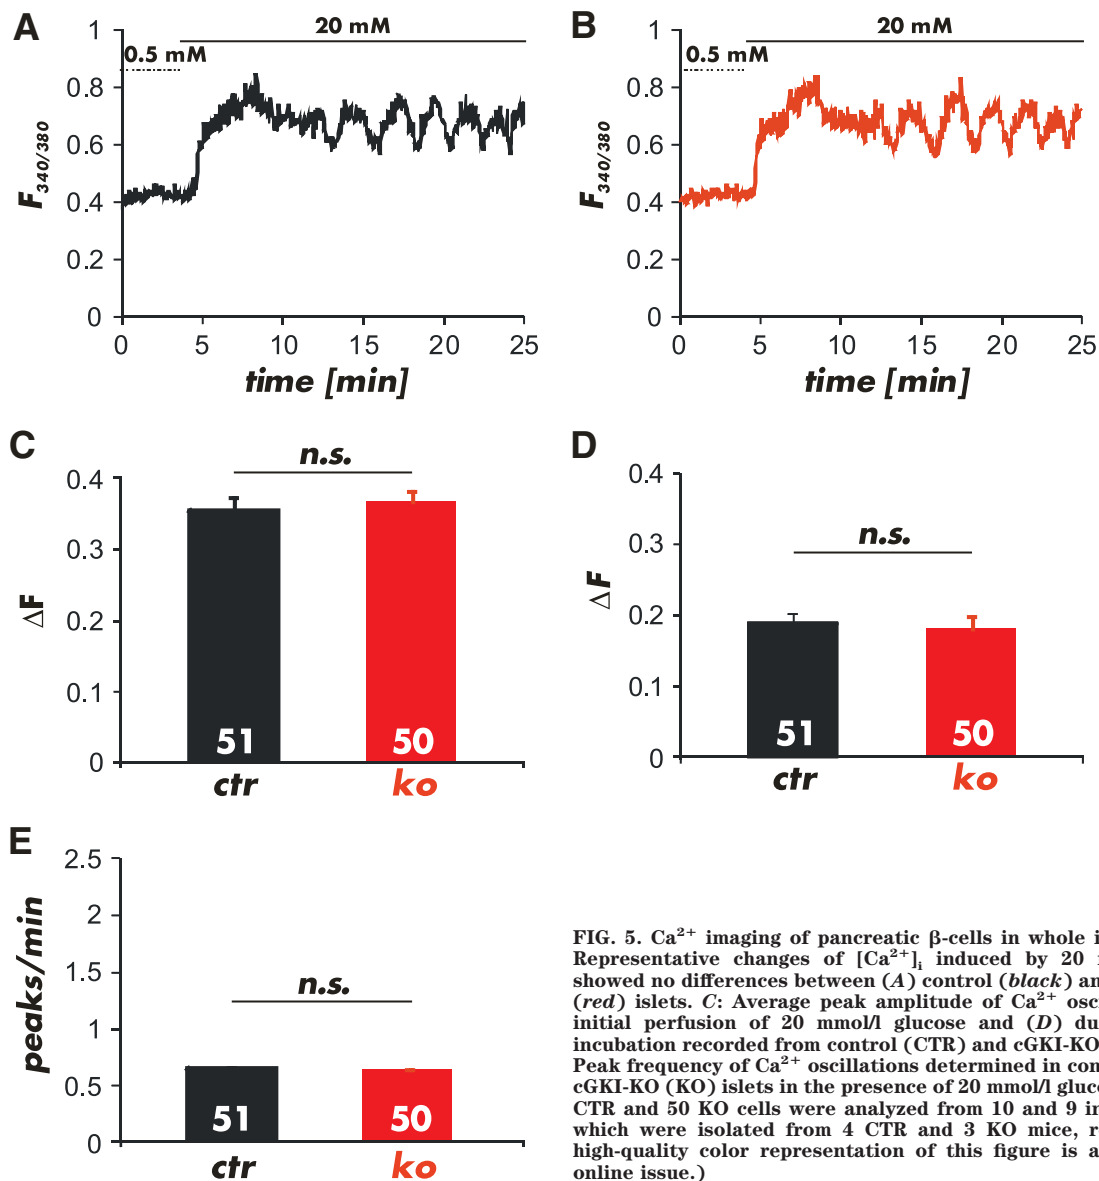 A
B
1
20 mM
0.5 mM
0.8
0.6
0.4
0.2
0
F340/380
0
5
10
15
20
25
time [min]
1
20 mM
0.5 mM
0.8
0.6
0.4
0.2
0
F340/380
0
5
10
15
20
25
time [min]
C
n.s.
0.4
0.3
0.2
0.1
0
ΔF
51
50
ctr
ko
D
0.4
0.3
0.2
0.1
0
ΔF
n.s.
51
50
ctr
ko
E
2.5
2
1.5
1
0.5
0
peaks/min
n.s.
51
50
ctr
ko
FIG. 5. Ca2+ imaging of pancreatic β-cells in whole i
Representative changes of [Ca2+]i induced by 20
showed no differences between (A) control (black) an
(red) islets. C: Average peak amplitude of Ca2+ osci
initial perfusion of 20 mmol/l glucose and (D) du
incubation recorded from control (CTR) and cGKI-KO
Peak frequency of Ca2+ oscillations determined in con
cGKI-KO (KO) islets in the presence of 20 mmol/l gluc
CTR and 50 KO cells were analyzed from 10 and 9 in
which were isolated from 4 CTR and 3 KO mice, r
high-quality color representation of this figure is a
online issue.)